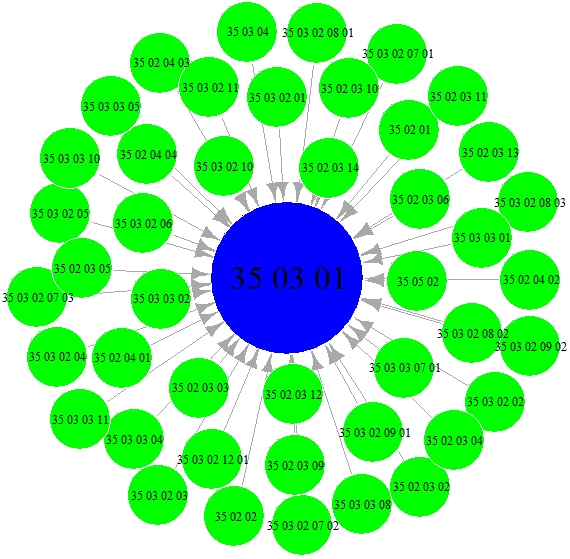 35 03 04
35 03 02 08 01
35 03 02 07 01
35 02 04 03
35 03 02 11
35 03 02 01
35 02 03 10
35 02 03 11
35 03 03 05
35 02 01
35 02 04 04
35 03 02 10
35 02 03 14
35 02 03 13
35 03 03 10
35 02 03 06
35 03 02 08 03
35 03 02 05
35 03 02 06
35 03 03 01
35 02 03 05
35 03 01
35 05 02
35 02 04 02
35 03 02 07 03
35 03 03 02
35 03 02 08 02
35 03 02 09 02
35 03 02 04
35 02 04 01
35 03 03 07 01
35 02 03 03
35 02 03 12
35 03 02 02
35 03 03 11
35 03 03 04
35 03 02 09 01
35 02 03 04
35 03 02 12 01
35 02 03 09
35 02 03 02
35 03 02 03
35 03 03 08
35 02 02
35 03 02 07 02